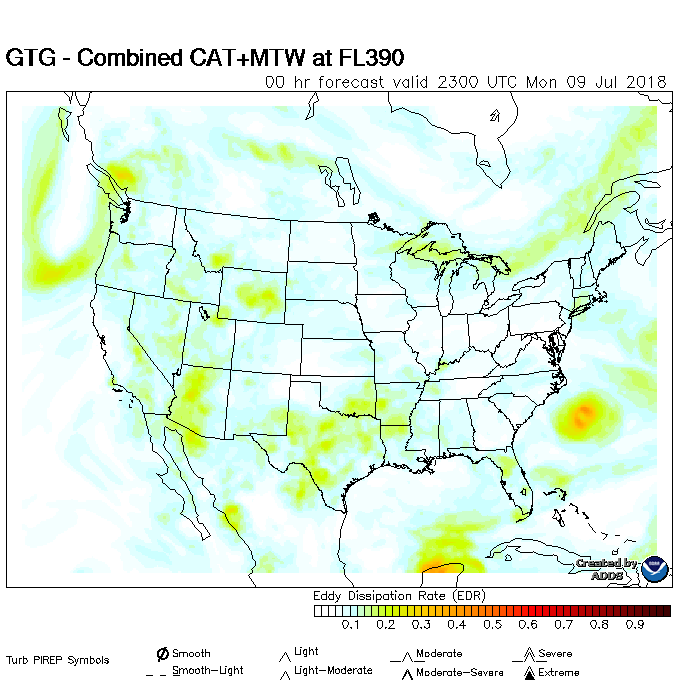 GTG - Combined CAT+MTW at FL390
00 hr forecast valid 2300 UTC Mon 09 Jul 2018
Created by
ADDS
Eddy Dissipation Rate (EDR)
0.1 0.2 0.3 0.4 0.5 0.6 0.7 0.8 0.9
Turb PIREP Symbols
Smooth Light Moderate Severe
Smooth-Light Light-Moderate Moderate-Severe Extreme